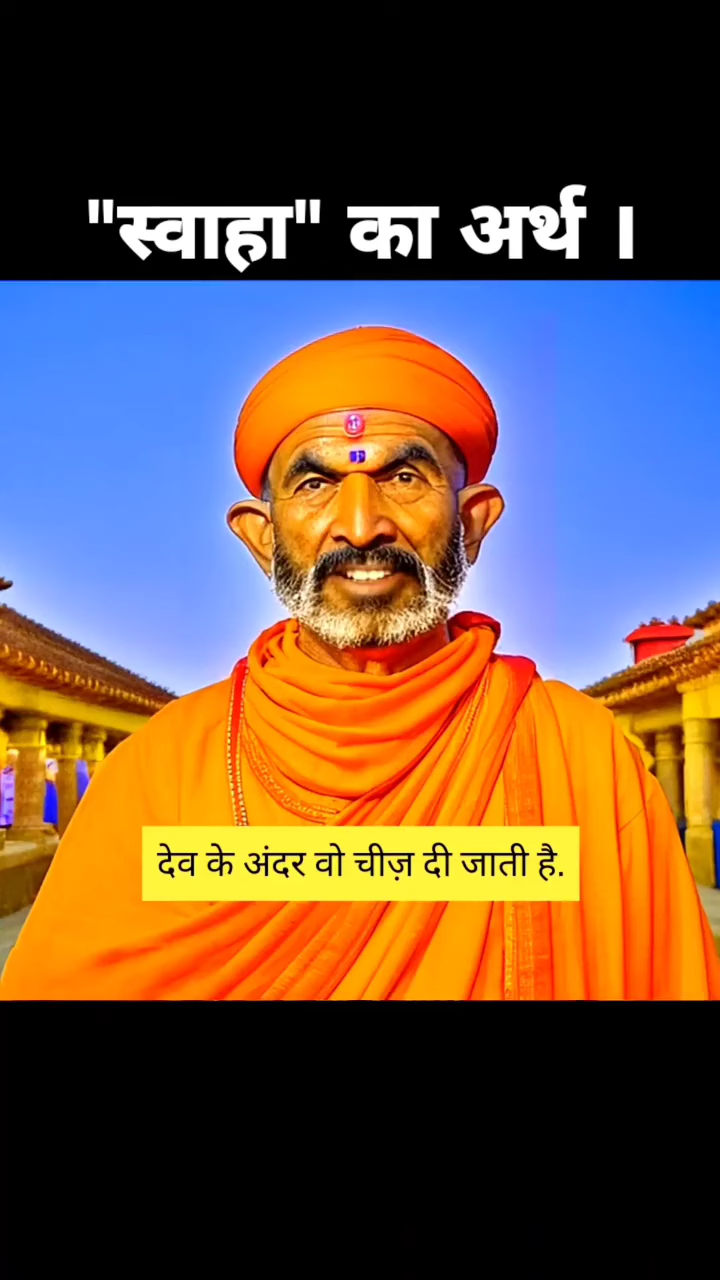 "स्वाहा" का अर्थ ।
देव के अंदर वो चीज़ दी जाती है.